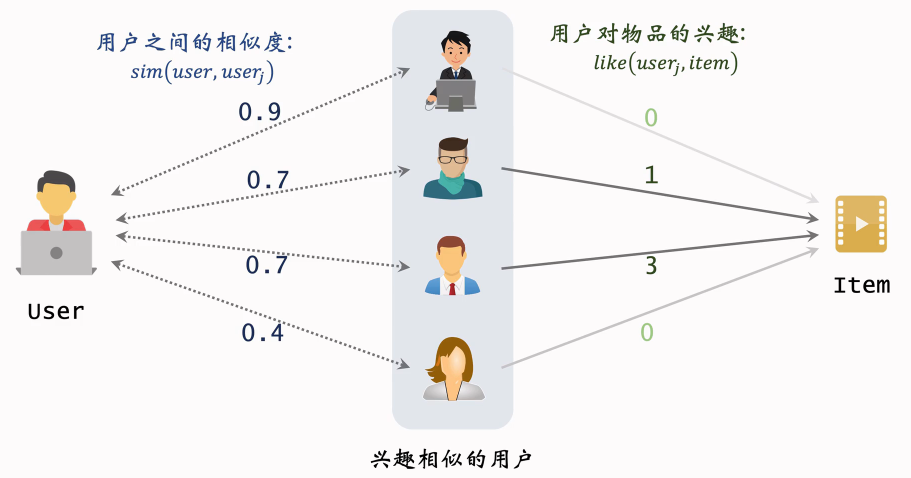 用户之间的相似度:
sim(user, userⱼ)
用户对物品的兴趣:
like(userⱼ, item)
0.9
0
0.7
1
0.7
3
0.4
0
User
Item
兴趣相似的用户